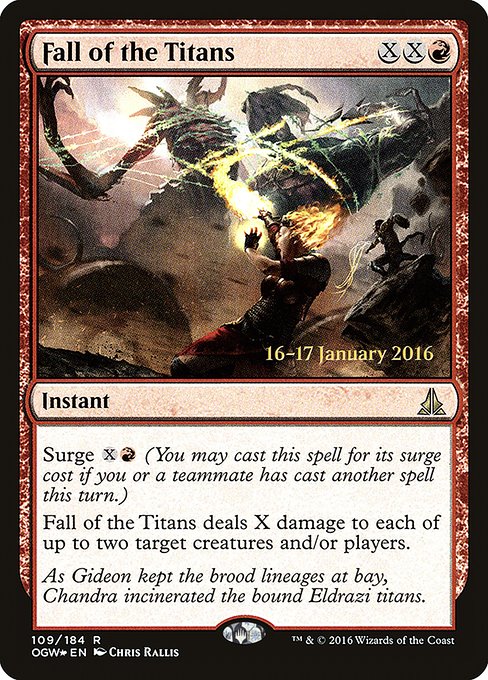 Fall of the Titans XXR
16–17 January 2016
Instant
Surge XR (You may cast this spell for its surge
cost if you or a teammate has cast another spell
this turn.)
Fall of the Titans deals X damage to each of
up to two target creatures and/or players.
As Gideon kept the brood lineages at bay,
Chandra incinerated the bound Eldrazi titans.
109/184 R
OGW★EN Chris Rallis
™ & © 2016 Wizards of the Coast